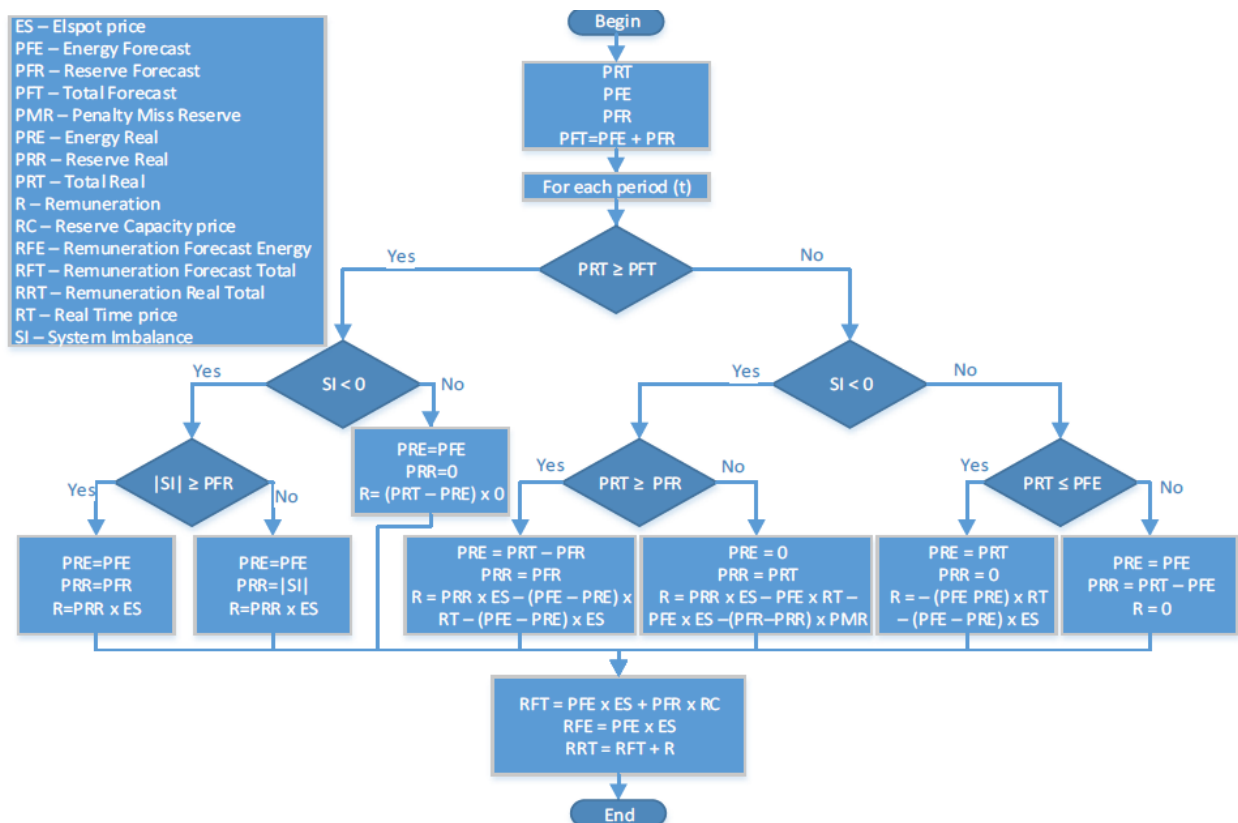 ES – Elspot price
PFE – Energy Forecast
PFR – Reserve Forecast
PFT – Total Forecast
PMR – Penalty Miss Reserve
PRE – Energy Real
PRR – Reserve Real
PRT – Total Real
R – Remuneration
RC – Reserve Capacity price
RFE – Remuneration Forecast Energy
RFT – Remuneration Forecast Total
RRT – Remuneration Real Total
RT – Real Time price
SI – System Imbalance
Begin
PRT
PFE
PFR
PFT=PFE + PFR
For each period (t)
PRT ≥ PFT
Yes
No
SI < 0
Yes
No
SI < 0
Yes
No
|SI| ≥ PFR
Yes
No
PRE=PFE
PRR=0
R= (PRT – PRE) x 0
PRT ≥ PFR
Yes
No
PRT ≤ PFE
Yes
No
PRE=PFE
PRR=PFR
R=PRR x ES
PRE=PFE
PRR=|SI|
R=PRR x ES
PRE = PRT – PFR
PRR = PFR
R = PRR x ES – (PFE – PRE) x
RT – (PFE – PRE) x ES
PRE = 0
PRR = PRT
R = PRR x ES – PFE x RT –
PFE x ES –(PFR–PRR) x PMR
PRE = PRT
PRR = 0
R = – (PFE PRE) x RT
– (PFE – PRE) x ES
PRE = PFE
PRR = PRT – PFE
R = 0
RFT = PFE x ES + PFR x RC
RFE = PFE x ES
RRT = RFT + R
End